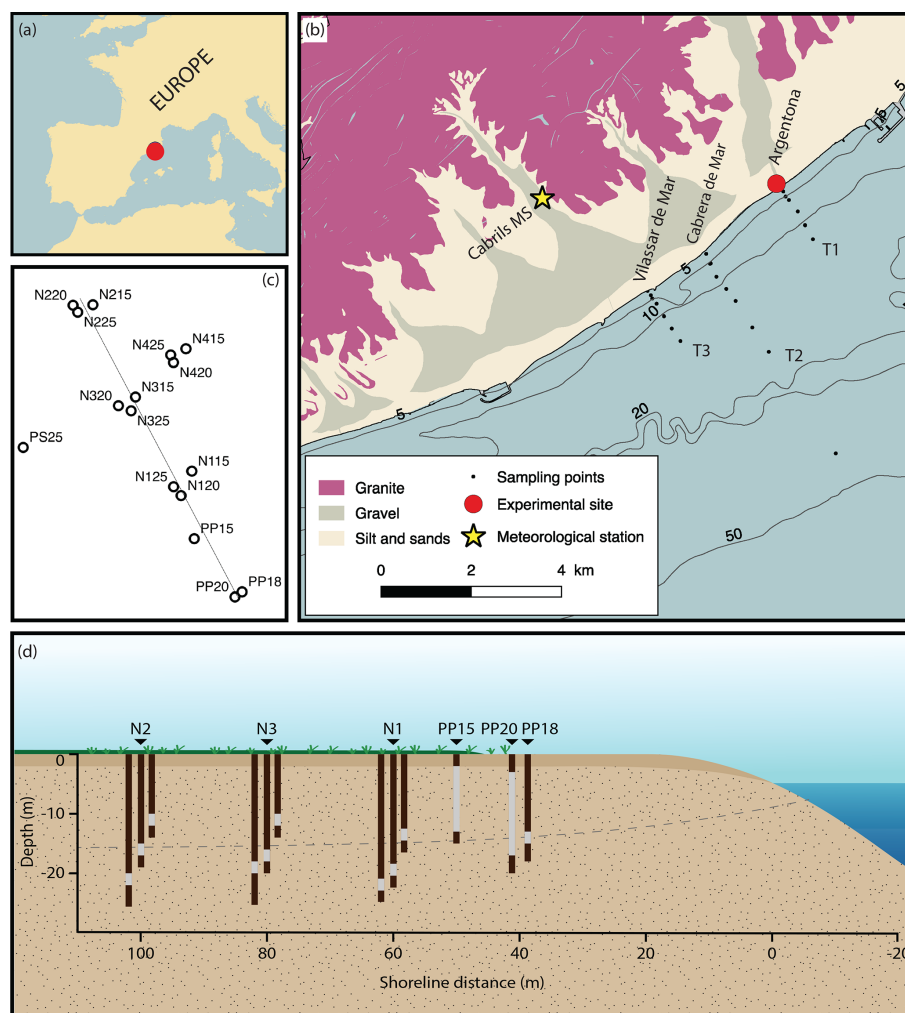 (a)
EUROPE
(b)
Argentona
Cabrera de Mar
Vilassar de Mar
Cabrils MS
T1
T2
T3
5
5
5
5
10
20
50
Granite
Gravel
Silt and sands
Sampling points
Experimental site
Meteorological station
0 2 4 km
(c)
N220
N215
N225
N425
N415
N420
N315
N320
N325
PS25
N115
N125
N120
PP15
PP20
PP18
(d)
N2 N3 N1 PP15 PP20 PP18
0
-10
-20
Depth (m)
100 80 60 40 20 0 -20
Shoreline distance (m)